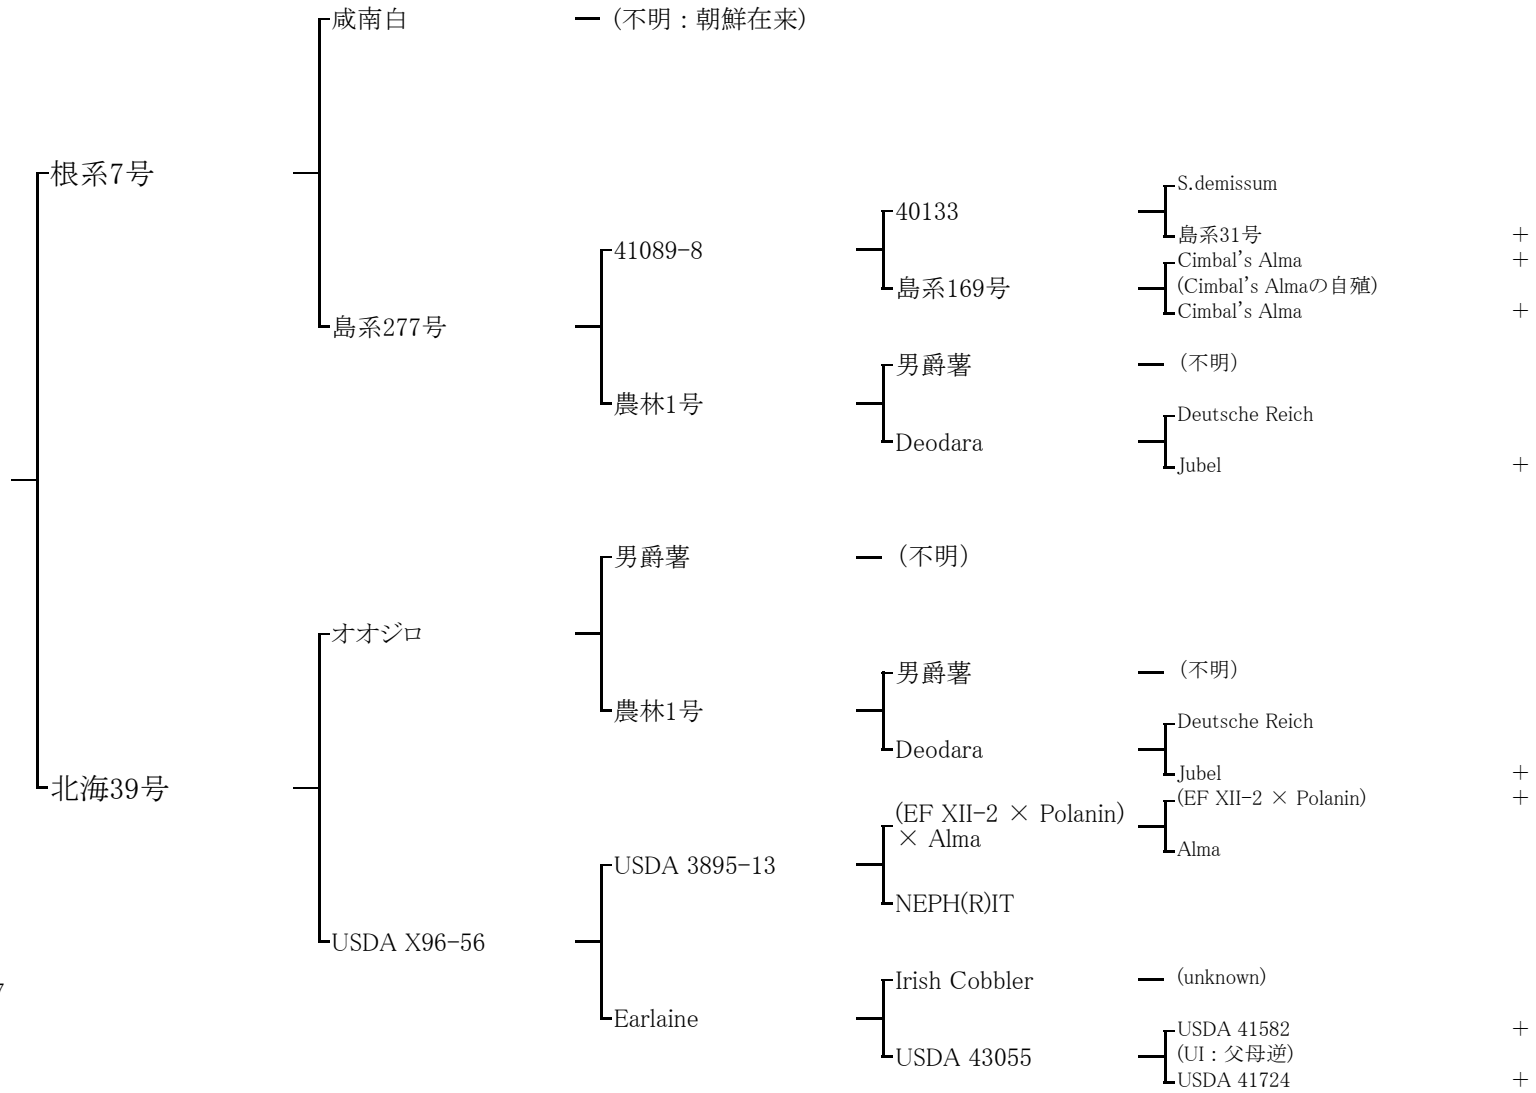 咸南白
(不明：朝鮮在来)
根系7号
S.demissum
40133
島系31号
+
41089-8
Cimbal's Alma
+
島系169号
(Cimbal's Almaの自殖)
Cimbal's Alma
+
島系277号
男爵薯
(不明)
農林1号
Deutsche Reich
Deodara
Jubel
+
男爵薯
(不明)
オオジロ
男爵薯
(不明)
農林1号
Deutsche Reich
Deodara
Jubel
+
北海39号
(EF XII-2 × Polanin)
+
(EF XII-2 × Polanin)
× Alma
Alma
USDA 3895-13
NEPH(R)IT
USDA X96-56
Irish Cobbler
(unknown)
Earlaine
USDA 41582
+
USDA 43055
(UI：父母逆)
USDA 41724
+